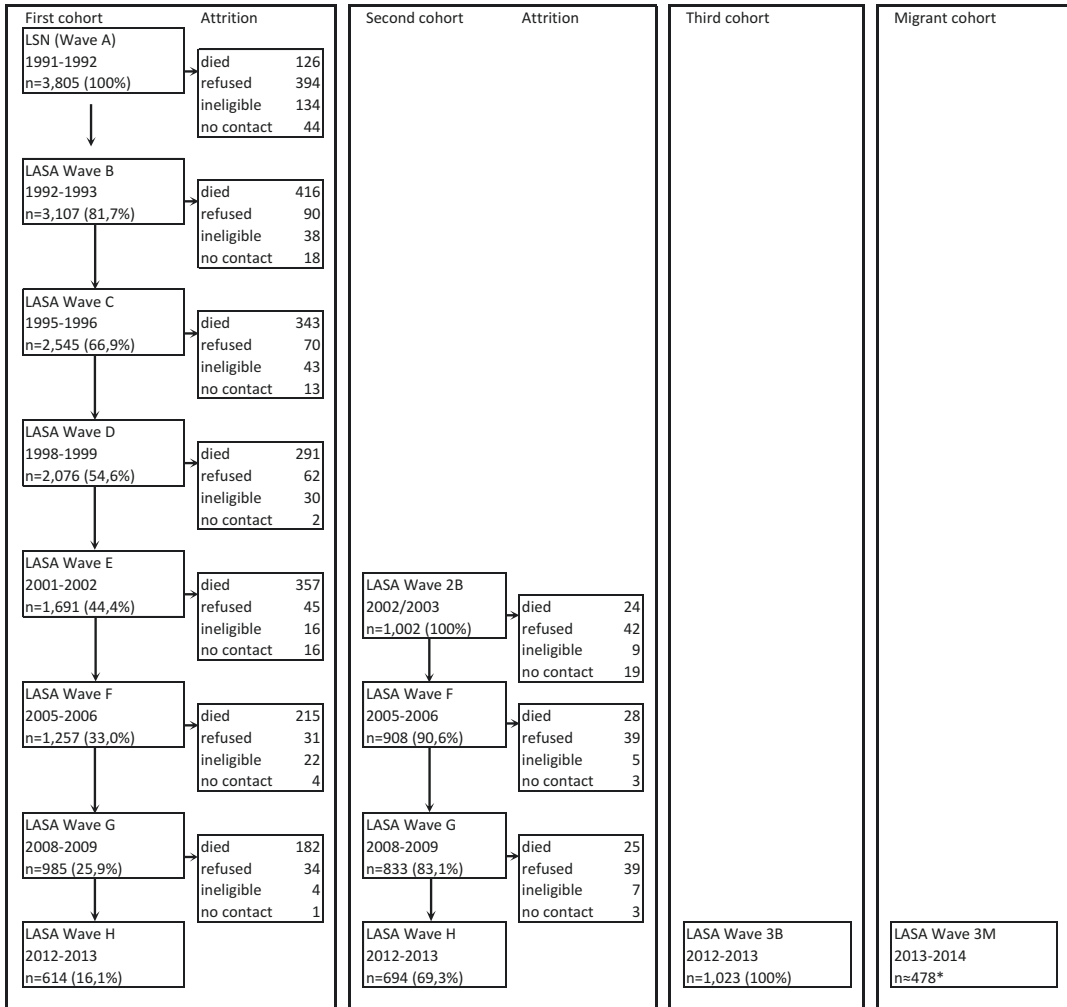 First cohort
Attrition
LSN (Wave A)
1991-1992
n=3,805 (100%)
died 126
refused 394
ineligible 134
no contact 44
LASA Wave B
1992-1993
n=3,107 (81,7%)
died 416
refused 90
ineligible 38
no contact 18
LASA Wave C
1995-1996
n=2,545 (66,9%)
died 343
refused 70
ineligible 43
no contact 13
LASA Wave D
1998-1999
n=2,076 (54,6%)
died 291
refused 62
ineligible 30
no contact 2
LASA Wave E
2001-2002
n=1,691 (44,4%)
died 357
refused 45
ineligible 16
no contact 16
LASA Wave F
2005-2006
n=1,257 (33,0%)
died 215
refused 31
ineligible 22
no contact 4
LASA Wave G
2008-2009
n=985 (25,9%)
died 182
refused 34
ineligible 4
no contact 1
LASA Wave H
2012-2013
n=614 (16,1%)
Second cohort
Attrition
LASA Wave 2B
2002/2003
n=1,002 (100%)
died 24
refused 42
ineligible 9
no contact 19
LASA Wave F
2005-2006
n=908 (90,6%)
died 28
refused 39
ineligible 5
no contact 3
LASA Wave G
2008-2009
n=833 (83,1%)
died 25
refused 39
ineligible 7
no contact 3
LASA Wave H
2012-2013
n=694 (69,3%)
Third cohort
LASA Wave 3B
2012-2013
n=1,023 (100%)
Migrant cohort
LASA Wave 3M
2013-2014
n≈478*